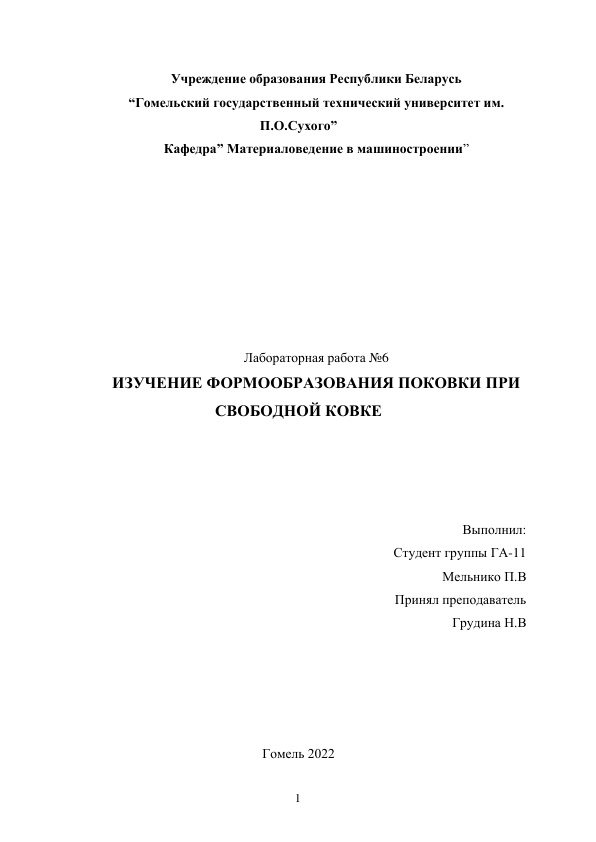 Учреждение образования Республики Беларусь
“Гомельский государственный технический университет им.
П.О.Сухого”
Кафедра” Материаловедение в машиностроении”
Лабораторная работа №6
ИЗУЧЕНИЕ ФОРМООБРАЗОВАНИЯ ПОКОВКИ ПРИ
СВОБОДНОЙ КОВКЕ
Выполнил:
Студент группы ГА-11
Мельнико П.В
Принял преподаватель
Грудина Н.В
Гомель 2022
1